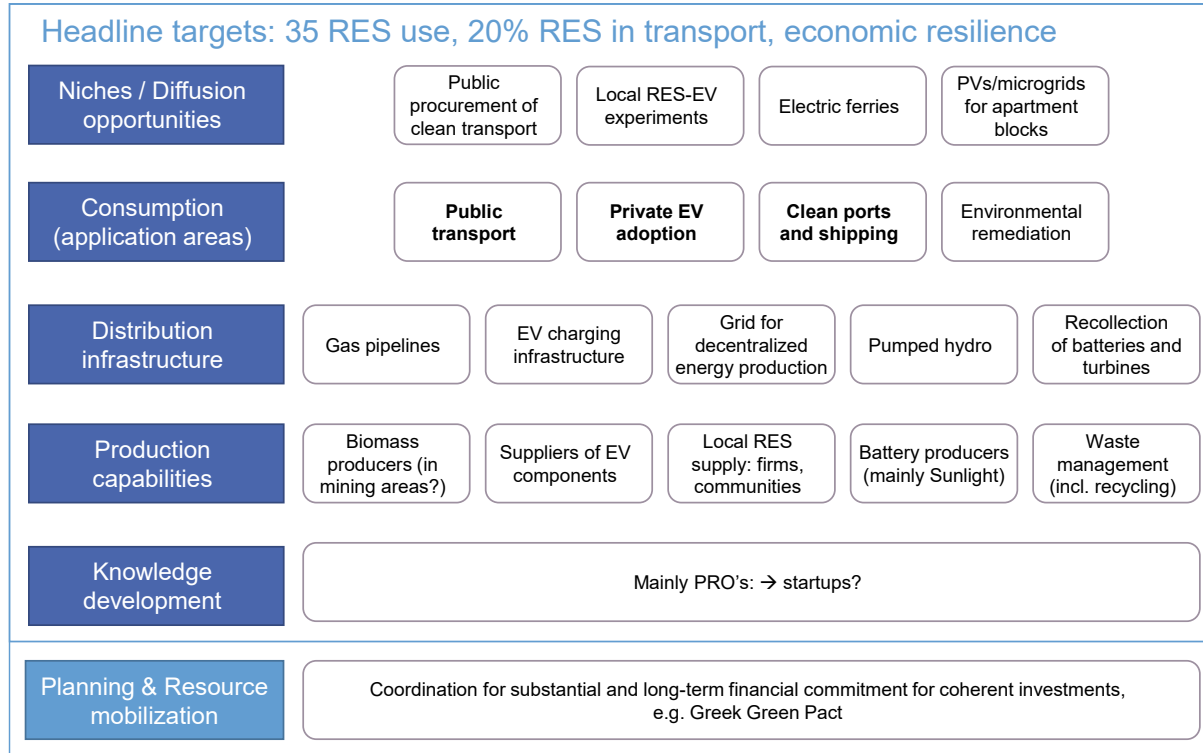 Headline targets: 35 RES use, 20% RES in transport, economic resilience
Niches / Diffusion
opportunities
Public
procurement of
clean transport
Local RES-EV
experiments
Electric ferries
PVs/microgrids
for apartment
blocks
Consumption
(application areas)
Public
transport
Private EV
adoption
Clean ports
and shipping
Environmental
remediation
Distribution
infrastructure
Gas pipelines
EV charging
infrastructure
Grid for
decentralized
energy production
Pumped hydro
Recollection
of batteries and
turbines
Production
capabilities
Biomass
producers (in
mining areas?)
Suppliers of EV
components
Local RES
supply: firms,
communities
Battery producers
(mainly Sunlight)
Waste
management
(incl. recycling)
Knowledge
development
Mainly PRO's: → startups?
Planning & Resource
mobilization
Coordination for substantial and long-term financial commitment for coherent investments,
e.g. Greek Green Pact